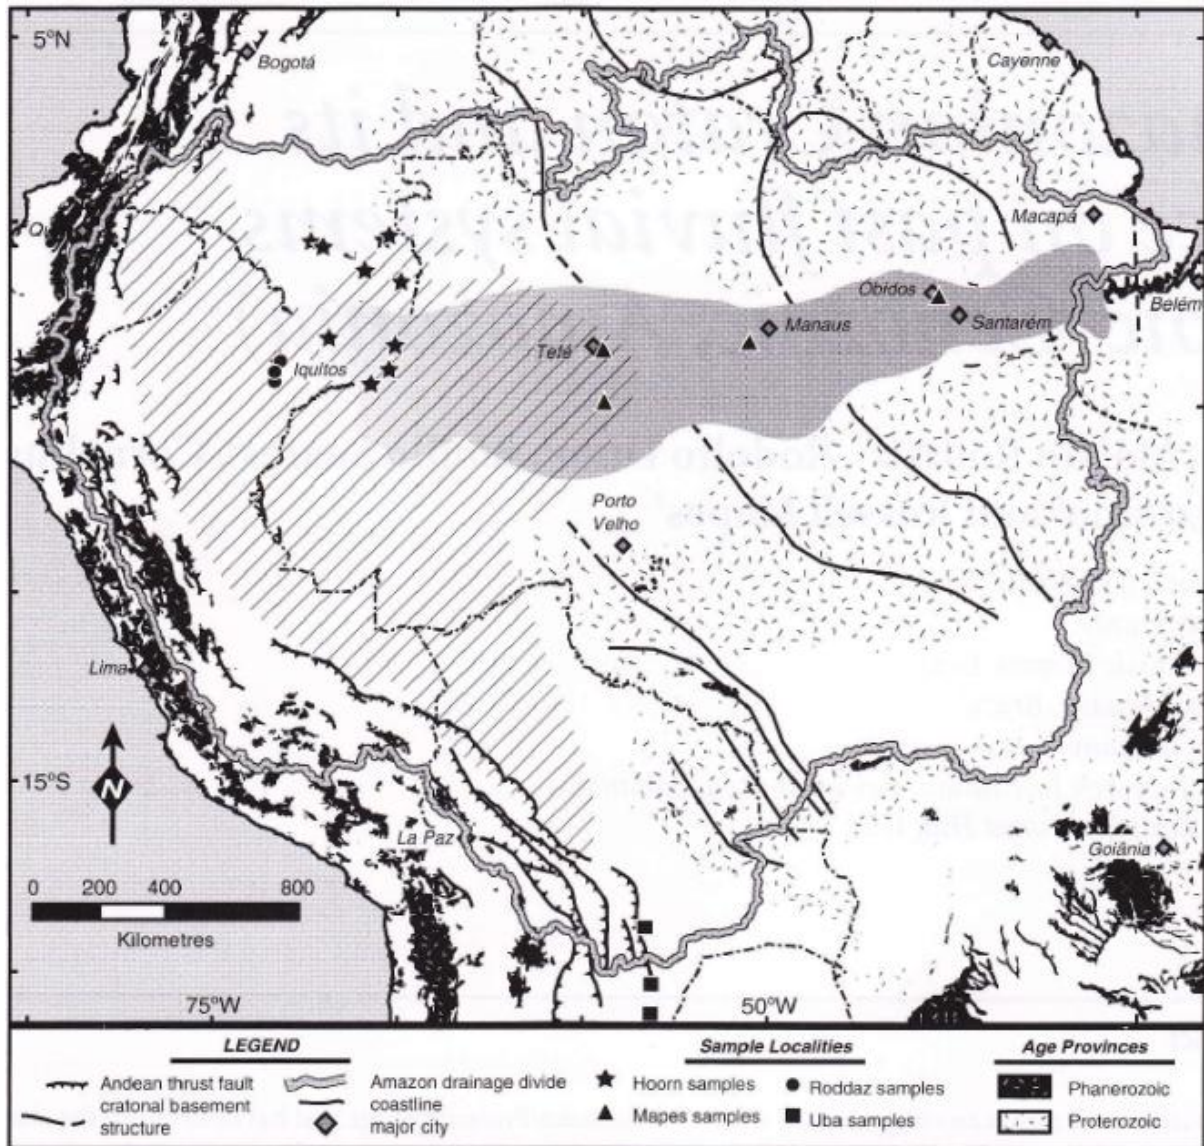 5°N
Bogotá
Cayenne
Macapá
Belém
Óbidos
Santarém
Manaus
Tefé
Iquitos
Porto
Velho
Lima
15°S
La Paz
Goiânia
N
0 200 400 800
Kilometres
75°W
50°W
LEGEND
Andean thrust fault
cratonal basement
structure
Amazon drainage divide
coastline
major city
Sample Localities
Hoorn samples
Mapes samples
Roddaz samples
Uba samples
Age Provinces
Phanerozoic
Proterozoic